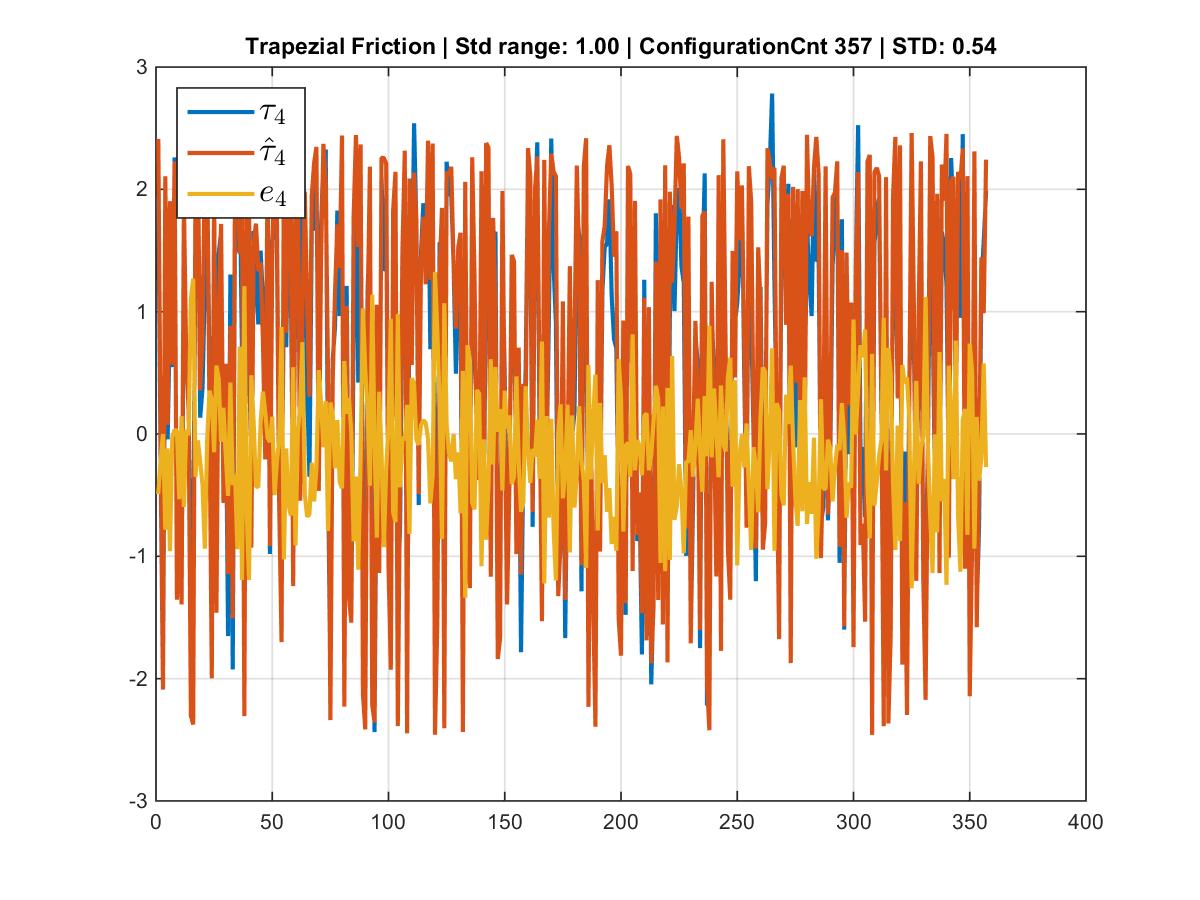 Trapezial Friction | Std range: 1.00 | ConfigurationCnt 357 | STD: 0.54
3
2
1
0
-1
-2
-3
τ₄
τ̂₄
e₄
0 50 100 150 200 250 300 350 400